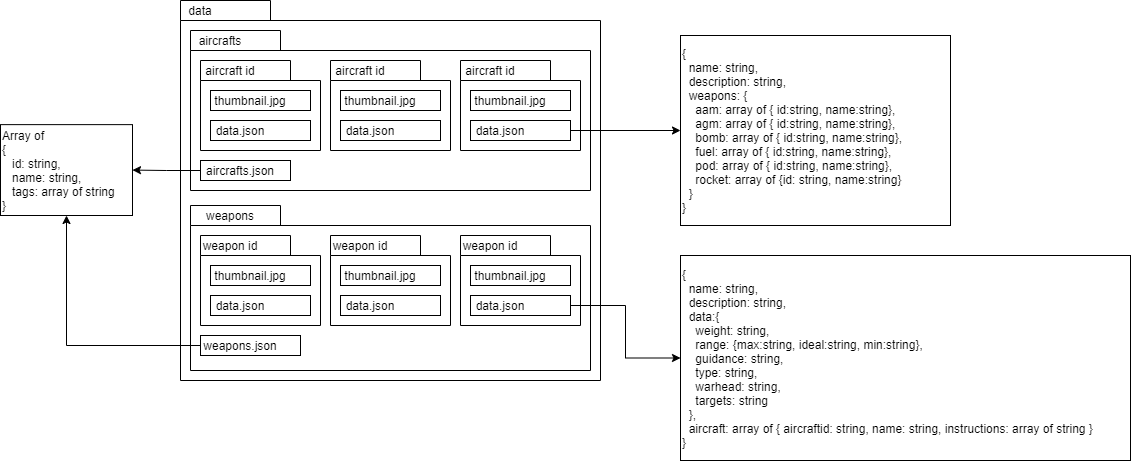 data
aircrafts
aircraft id
aircraft id
aircraft id
thumbnail.jpg
thumbnail.jpg
thumbnail.jpg
data.json
data.json
data.json
aircrafts.json
weapons
weapon id
weapon id
weapon id
thumbnail.jpg
thumbnail.jpg
thumbnail.jpg
data.json
data.json
data.json
weapons.json
Array of
{
id: string,
name: string,
tags: array of string
}
{
name: string,
description: string,
weapons: {
aam: array of { id:string, name:string},
agm: array of { id:string, name:string},
bomb: array of { id:string, name:string},
fuel: array of { id:string, name:string},
pod: array of { id:string, name:string},
rocket: array of {id: string, name:string}
}
}
{
name: string,
description: string,
data:{
weight: string,
range: {max:string, ideal:string, min:string},
guidance: string,
type: string,
warhead: string,
targets: string
},
aircraft: array of { aircraftid: string, name: string, instructions: array of string }
}